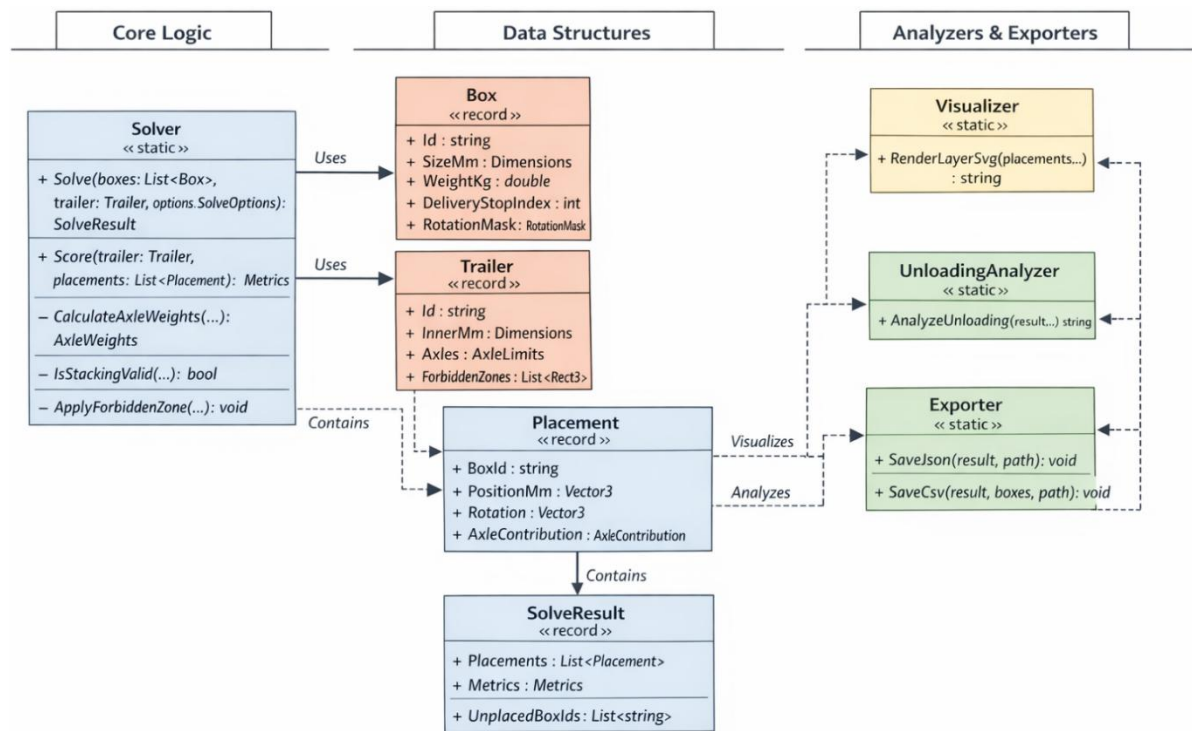 Core Logic
Data Structures
Analyzers & Exporters
Solver
« static »
+ Solve(boxes: List<Box>,
trailer: Trailer, options.SolveOptions):
SolveResult
+ Score(trailer: Trailer,
placements: List<Placement): Metrics
– CalculateAxleWeights(...):
AxleWeights
– IsStackingValid(...): bool
– ApplyForbiddenZone(...): void
Uses
Uses
Contains
Box
« record »
+ Id : string
+ SizeMm : Dimensions
+ WeightKg : double
+ DeliveryStopIndex : int
+ RotationMask: RotationMask
Trailer
« record »
+ Id : string
+ InnerMm : Dimensions
+ Axles : AxleLimits
+ ForbiddenZones : List<Rect3>
Placement
« record »
+ BoxId : string
+ PositionMm : Vector3
+ Rotation : Vector3
+ AxleContribution : AxleContribution
Contains
SolveResult
« record »
+ Placements : List<Placement>
+ Metrics : Metrics
+ UnplacedBoxIds : List<string>
Visualizes
Analyzes
Visualizer
« static »
+ RenderLayerSvg(placements...)
: string
UnloadingAnalyzer
« static »
+ AnalyzeUnloading(result...) string
Exporter
« static »
+ SaveJson(result, path): void
+ SaveCsv(result, boxes, path): void